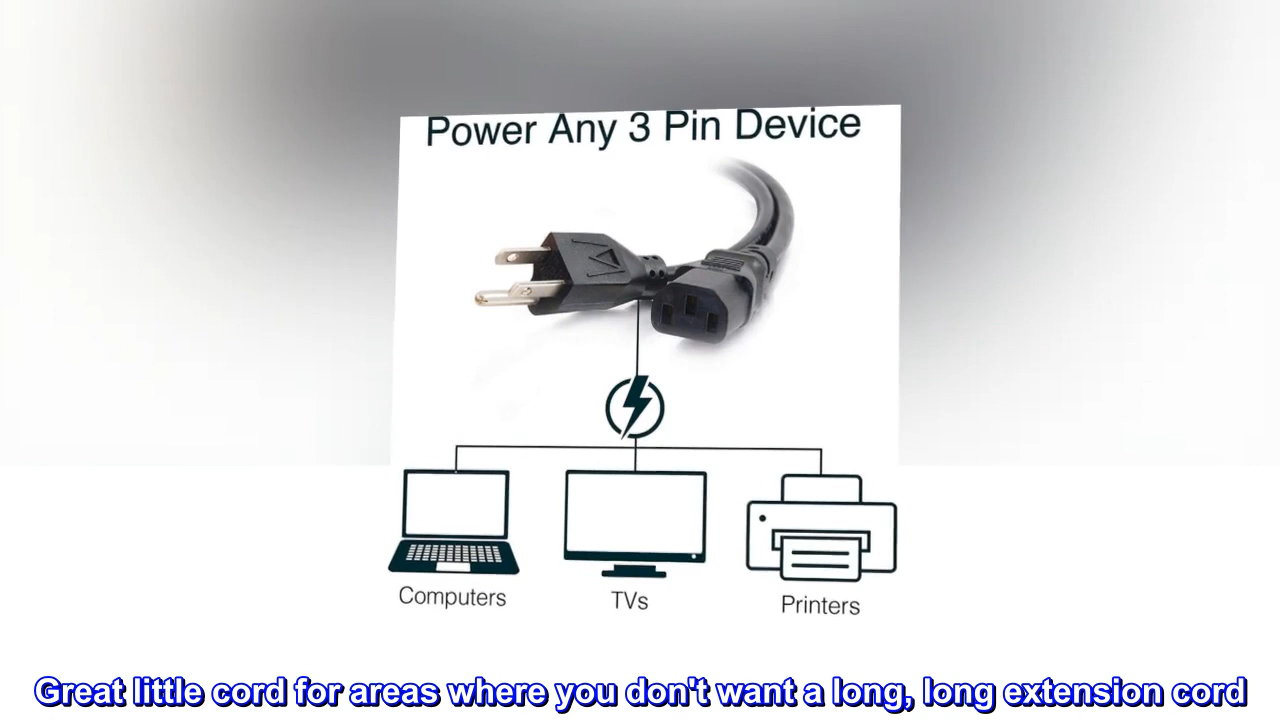 Power Any 3 Pin Device
Computers
TVs
Printers
Great little cord for areas where you don't want a long, long extension cord